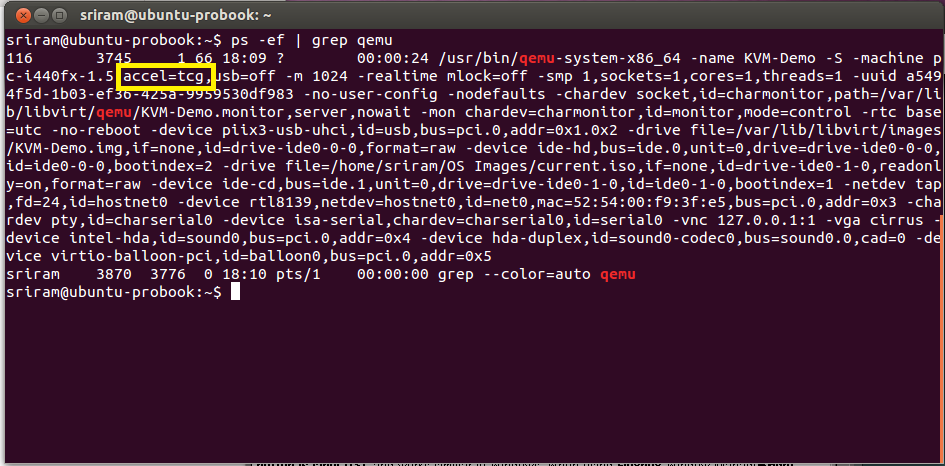 sriram@ubuntu-probook: ~
sriram@ubuntu-probook:~$ ps -ef | grep qemu
116      3745     1 66 18:09 ?        00:00:24 /usr/bin/qemu-system-x86_64 -name KVM-Demo -S -machine p
c-i440fx-1.5,accel=tcg,usb=off -m 1024 -realtime mlock=off -smp 1,sockets=1,cores=1,threads=1 -uuid a549
4f5d-1b03-ef36-425a-9959530df983 -no-user-config -nodefaults -chardev socket,id=charmonitor,path=/var/li
b/libvirt/qemu/KVM-Demo.monitor,server,nowait -mon chardev=charmonitor,id=monitor,mode=control -rtc base
=utc -no-reboot -device piix3-usb-uhci,id=usb,bus=pci.0,addr=0x1.0x2 -drive file=/var/lib/libvirt/images
/KVM-Demo.img,if=none,id=drive-ide0-0-0,format=raw -device ide-hd,bus=ide.0,unit=0,drive=drive-ide0-0-0,
id=ide0-0-0,bootindex=2 -drive file=/home/sriram/OS Images/current.iso,if=none,id=drive-ide0-1-0,readonl
y=on,format=raw -device ide-cd,bus=ide.1,unit=0,drive=drive-ide0-1-0,id=ide0-1-0,bootindex=1 -netdev tap
,fd=24,id=hostnet0 -device rtl8139,netdev=hostnet0,id=net0,mac=52:54:00:f9:3f:e5,bus=pci.0,addr=0x3 -cha
rdev pty,id=charserial0 -device isa-serial,chardev=charserial0,id=serial0 -vnc 127.0.0.1:1 -vga cirrus -
device intel-hda,id=sound0,bus=pci.0,addr=0x4 -device hda-duplex,id=sound0-codec0,bus=sound0.0,cad=0 -de
vice virtio-balloon-pci,id=balloon0,bus=pci.0,addr=0x5
sriram    3870  3776  0 18:10 pts/1    00:00:00 grep --color=auto qemu
sriram@ubuntu-probook:~$